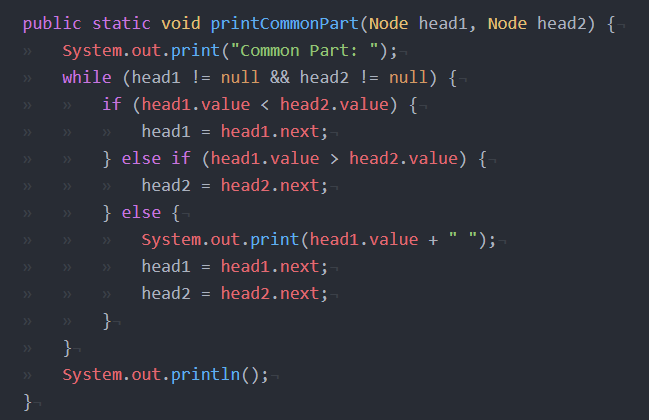 public static void printCommonPart(Node head1, Node head2) {¬
»   System.out.print("Common Part: ");¬
»   while (head1 != null && head2 != null) {¬
»   »   if (head1.value < head2.value) {¬
»   »   »   head1 = head1.next;¬
»   »   } else if (head1.value > head2.value) {¬
»   »   »   head2 = head2.next;¬
»   »   } else {¬
»   »   »   System.out.print(head1.value + " ");¬
»   »   »   head1 = head1.next;¬
»   »   »   head2 = head2.next;¬
»   »   }¬
»   }¬
»   System.out.println();¬
}¬